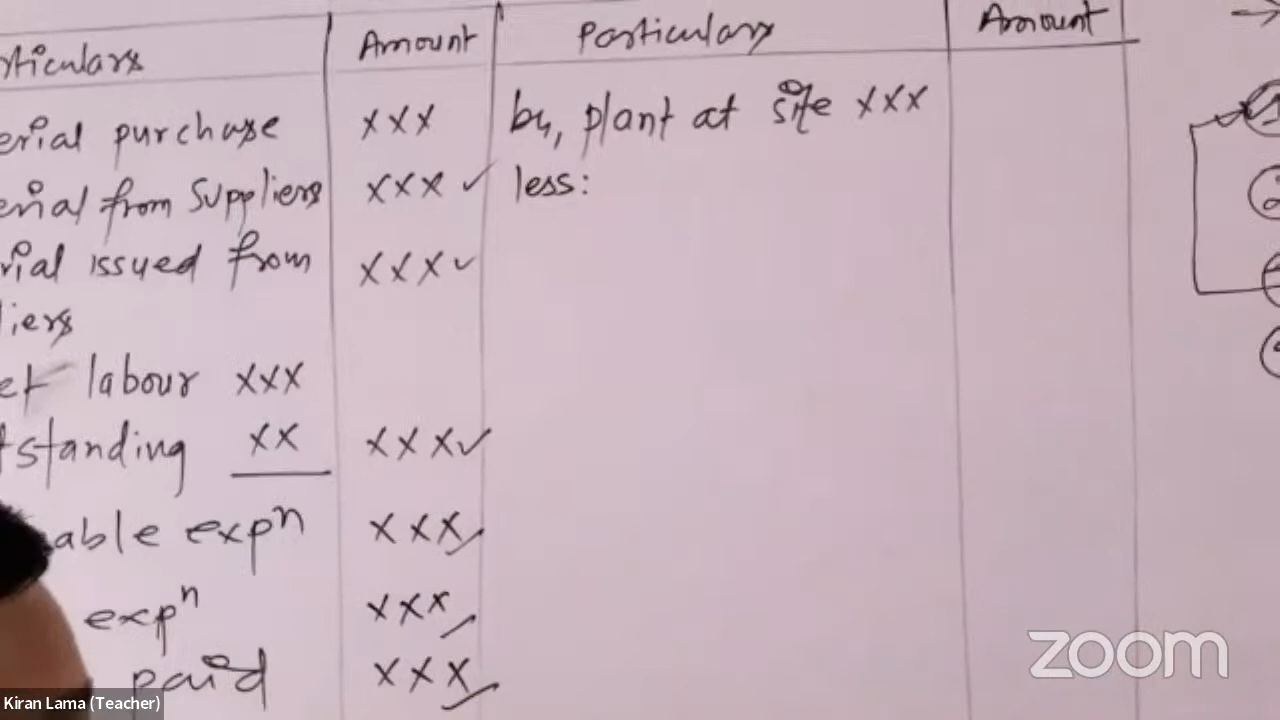 rticulars Amount Particulars Amount
erial purchase xxx by, plant at site xxx
erial from Suppliers xxx ✓ less:
rial issued from xxx ✓
liers
et labour xxx
tstanding xx xxx ✓
able expⁿ xxx
expⁿ xxx
paid xxx
zoom
Kiran Lama (Teacher)